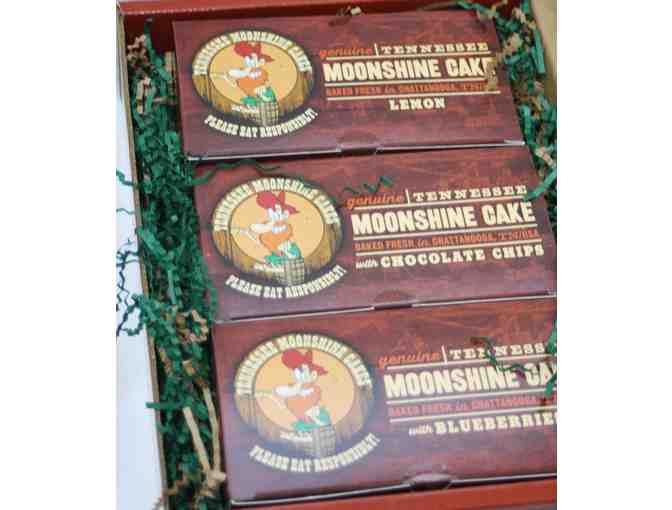 TENNESSEE MOONSHINE CAKES
PLEASE EAT RESPONSIBLY!
genuine TENNESSEE
MOONSHINE CAKE
BAKED FRESH in CHATTANOOGA, TN/USA
LEMON
TENNESSEE MOONSHINE CAKES
PLEASE EAT RESPONSIBLY!
genuine TENNESSEE
MOONSHINE CAKE
BAKED FRESH in CHATTANOOGA, TN/USA
with CHOCOLATE CHIPS
TENNESSEE MOONSHINE CAKES
PLEASE EAT RESPONSIBLY!
genuine TENNESSE
MOONSHINE CAK
BAKED FRESH in CHATTANOOGA,
with BLUEBERRIES